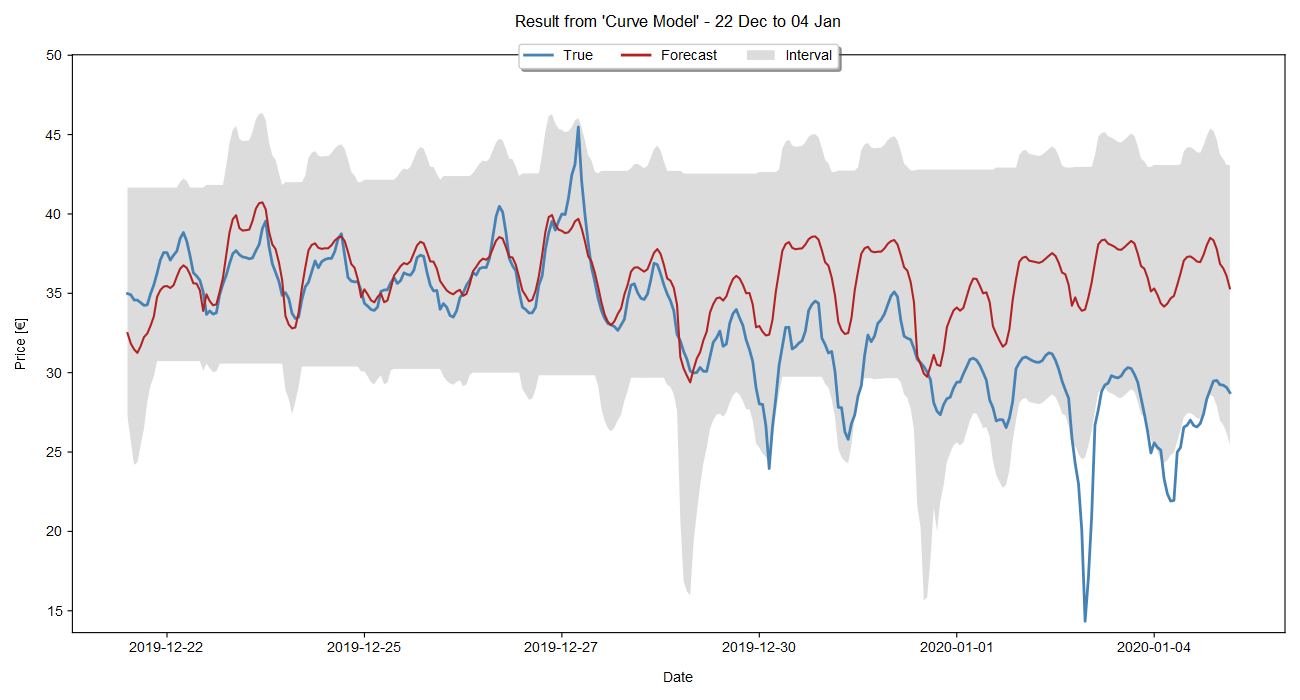 Result from 'Curve Model' - 22 Dec to 04 Jan
True
Forecast
Interval
50
45
40
35
30
25
20
15
Price [€]
2019-12-22
2019-12-25
2019-12-27
2019-12-30
2020-01-01
2020-01-04
Date